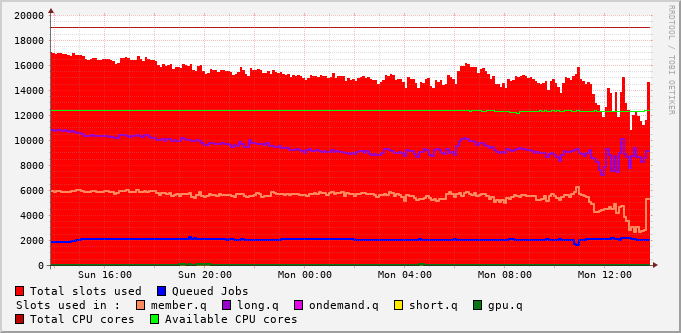 20000
18000
16000
14000
12000
10000
8000
6000
4000
2000
0
Sun 16:00 Sun 20:00 Mon 00:00 Mon 04:00 Mon 08:00 Mon 12:00
RRDTOOL / TOBI OETIKER
Total slots used Queued Jobs
Slots used in : member.q long.q ondemand.q short.q gpu.q
Total CPU cores Available CPU cores